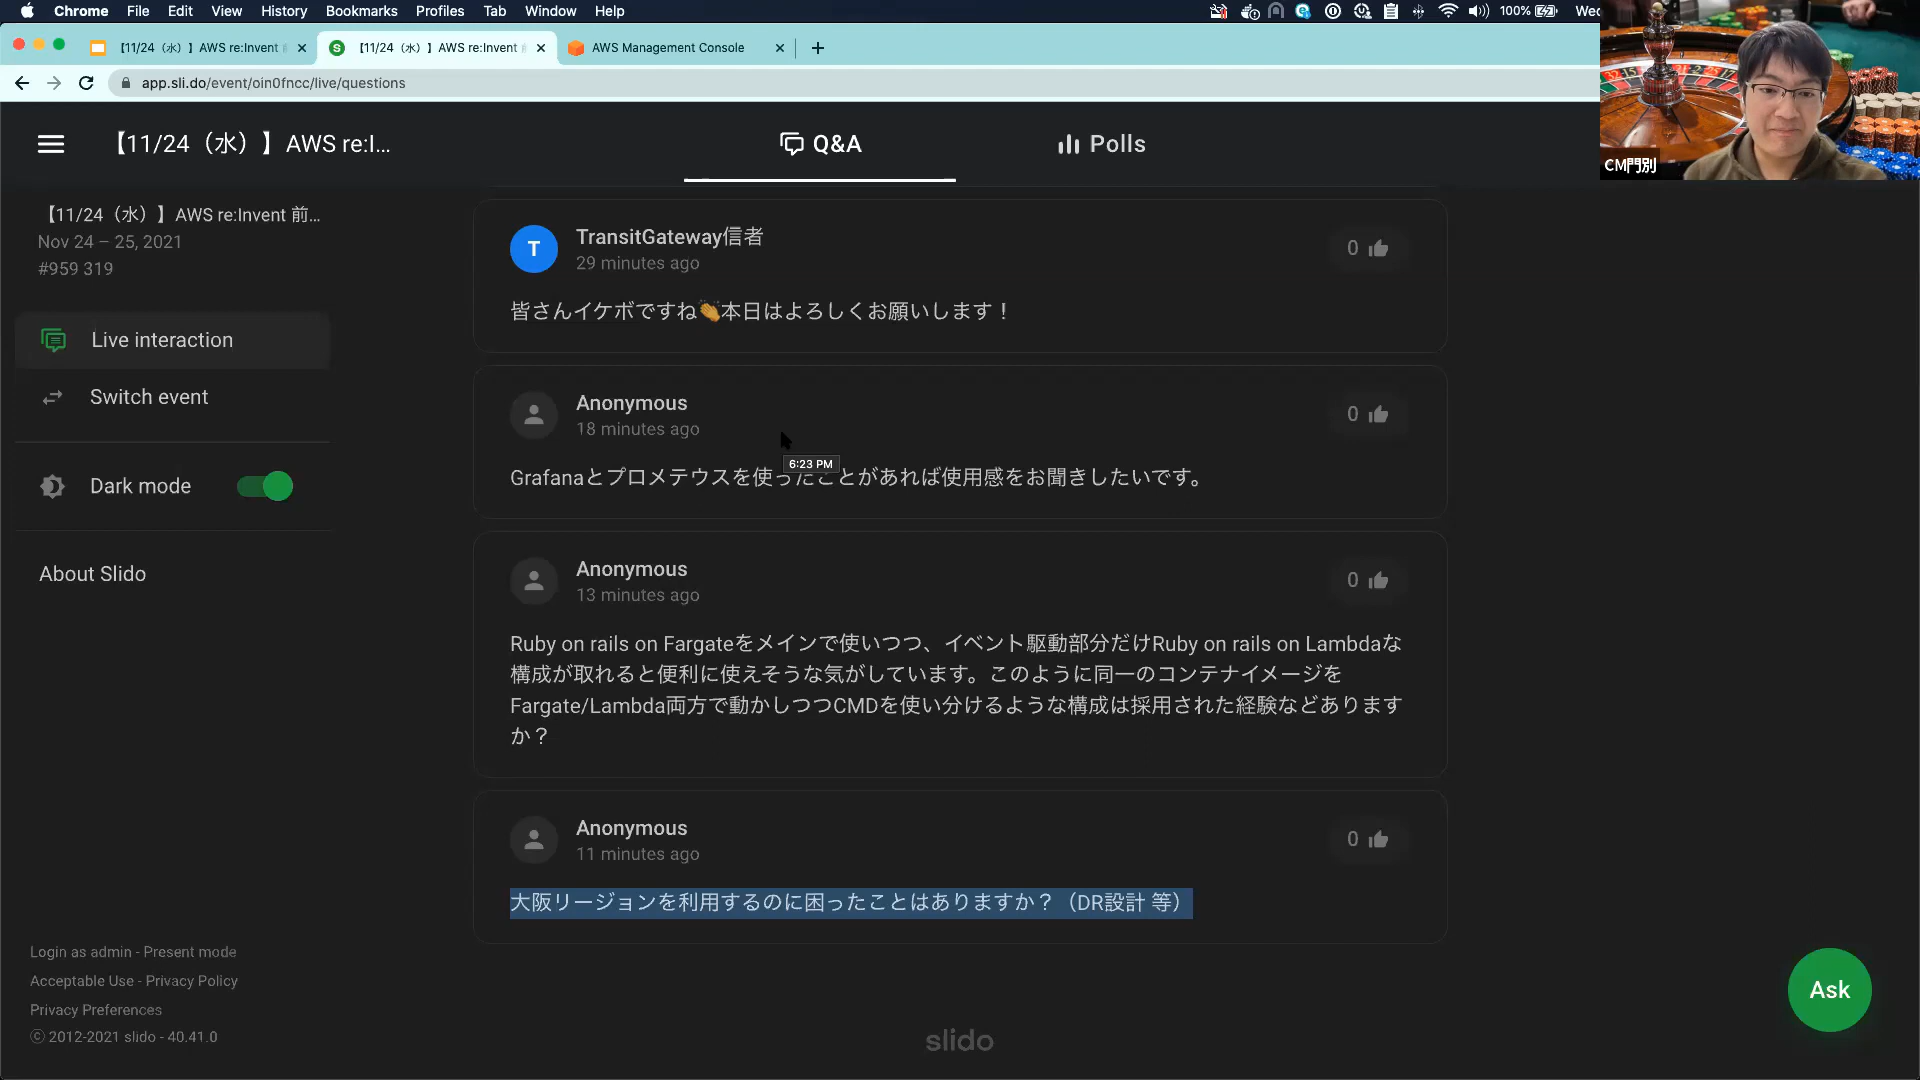 Chrome File Edit View History Bookmarks Profiles Tab Window Help
100%
【11/24（水）】AWS re:Invent
【11/24（水）】AWS re:Invent
AWS Management Console
app.sli.do/event/oin0fncc/live/questions
CM門別
【11/24（水）】AWS re:I...
Q&A
Polls
【11/24（水）】AWS re:Invent 前...
Nov 24 – 25, 2021
#959 319
Live interaction
Switch event
Dark mode
About Slido
T
TransitGateway信者
29 minutes ago
0
皆さんイケボですね👏本日はよろしくお願いします！
Anonymous
18 minutes ago
0
6:23 PM
Grafanaとプロメテウスを使ったことがあれば使用感をお聞きしたいです。
Anonymous
13 minutes ago
0
Ruby on rails on Fargateをメインで使いつつ、イベント駆動部分だけRuby on rails on Lambdaな
構成が取れると便利に使えそうな気がしています。このように同一のコンテナイメージを
Fargate/Lambda両方で動かしつつCMDを使い分けるような構成は採用された経験などあります
か？
Anonymous
11 minutes ago
0
大阪リージョンを利用するのに困ったことはありますか？（DR設計 等）
Login as admin - Present mode
Acceptable Use - Privacy Policy
Privacy Preferences
© 2012-2021 slido - 40.41.0
slido
Ask